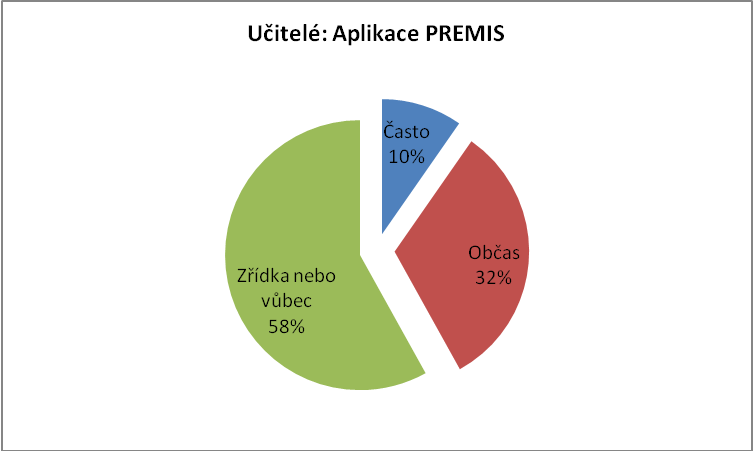 Učitelé: Aplikace PREMIS
Často
10%
Občas
32%
Zřídka nebo
vůbec
58%